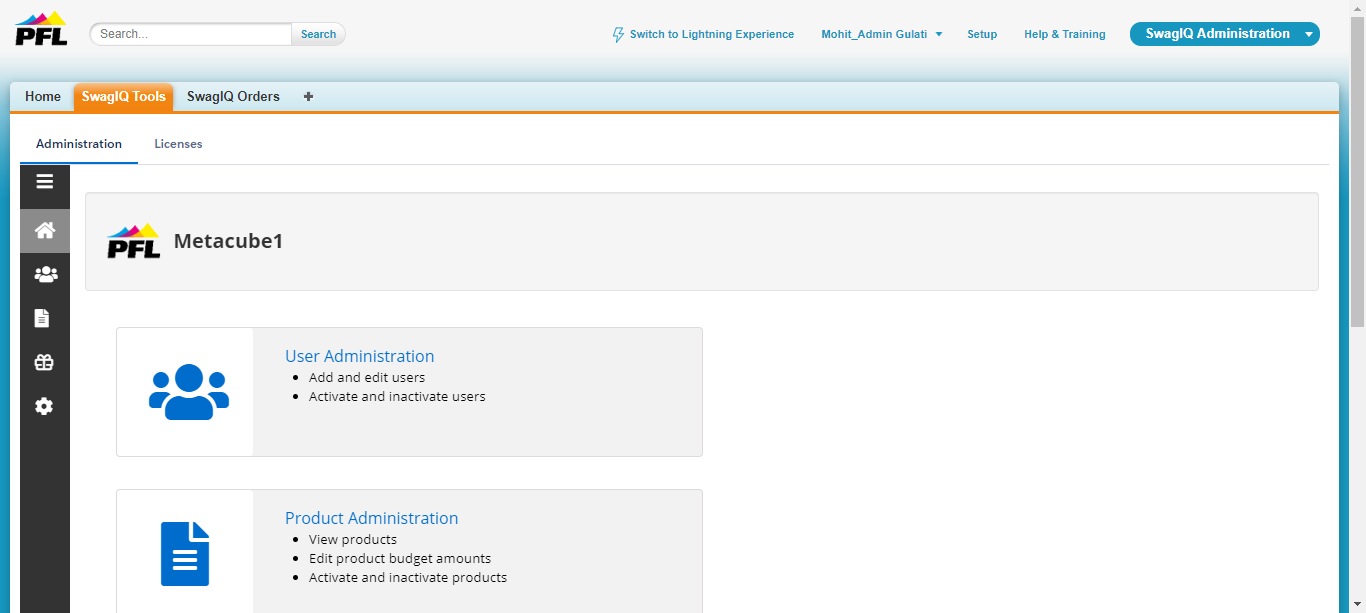 PFL
Search...
Search
Switch to Lightning Experience
Mohit_Admin Gulati
Setup
Help & Training
SwagIQ Administration
Home
SwagIQ Tools
SwagIQ Orders
Administration
Licenses
PFL
Metacube1
User Administration
Add and edit users
Activate and inactivate users
Product Administration
View products
Edit product budget amounts
Activate and inactivate products